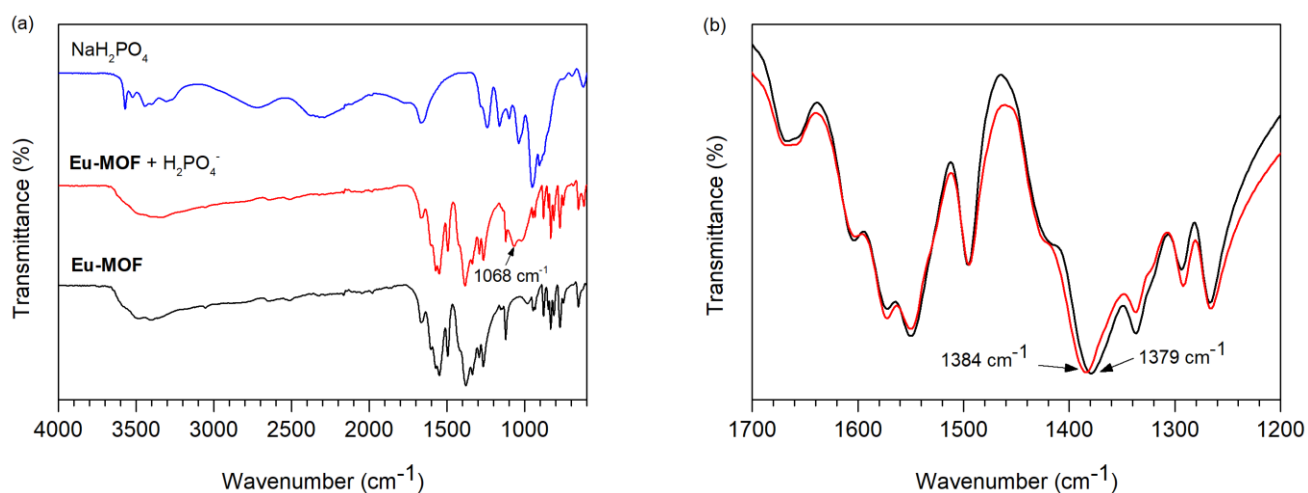 (a)
NaH₂PO₄
Eu-MOF + H₂PO₄⁻
1068 cm⁻¹
Eu-MOF
Transmittance (%)
4000 3500 3000 2500 2000 1500 1000
Wavenumber (cm⁻¹)
(b)
Transmittance (%)
1384 cm⁻¹
1379 cm⁻¹
1700 1600 1500 1400 1300 1200
Wavenumber (cm⁻¹)